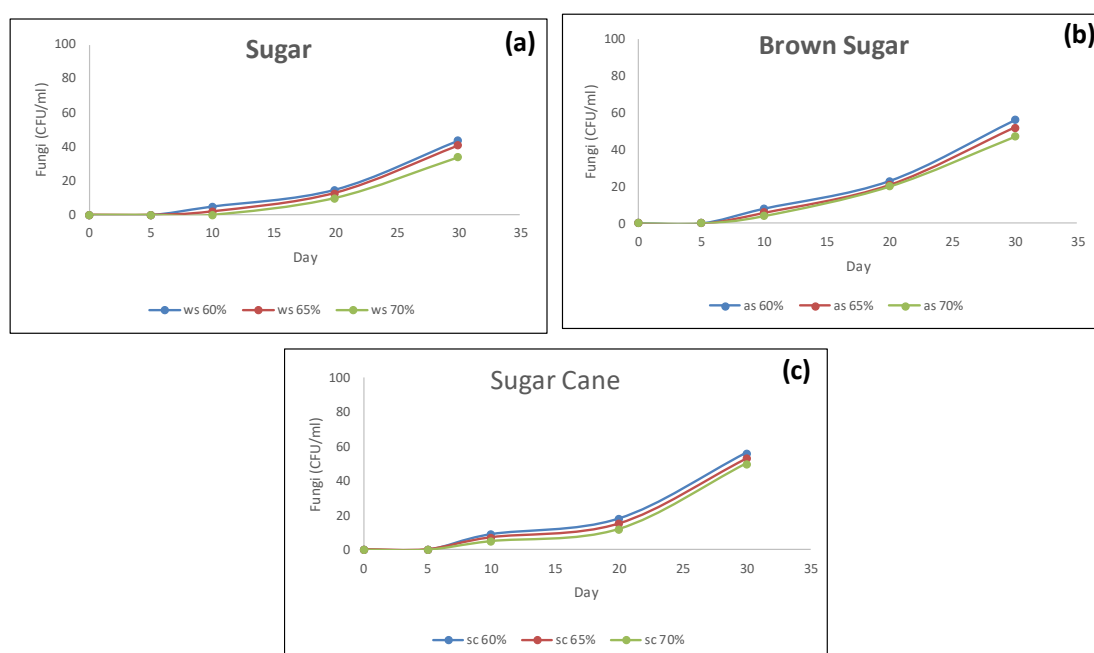 Sugar
(a)
Fungi (CFU/ml)
100
80
60
40
20
0
0 5 10 15 20 25 30 35
Day
ws 60% ws 65% ws 70%
Brown Sugar
(b)
Fungi (CFU/ml)
100
80
60
40
20
0
0 5 10 15 20 25 30 35
Day
as 60% as 65% as 70%
Sugar Cane
(c)
Fungi (CFU/ml)
100
80
60
40
20
0
0 5 10 15 20 25 30 35
Day
sc 60% sc 65% sc 70%